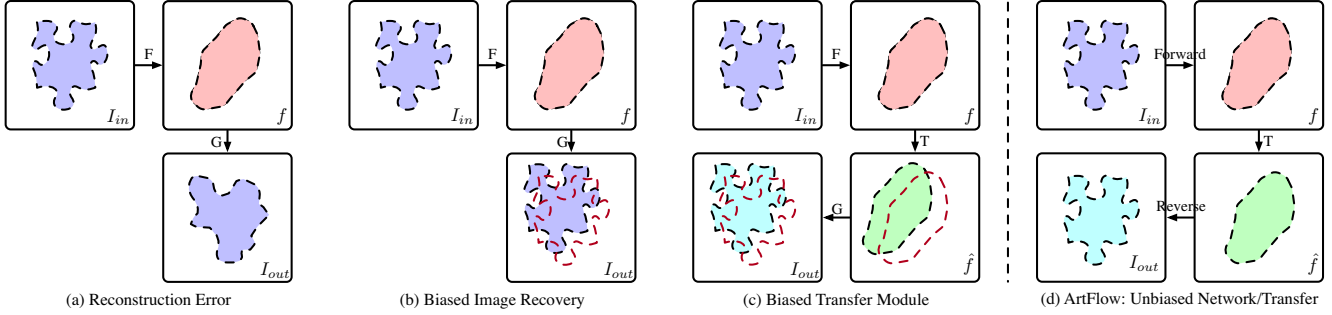 F
I_in
f
G
I_out
(a) Reconstruction Error
F
I_in
f
G
I_out
(b) Biased Image Recovery
F
I_in
f
T
G
I_out
f̂
(c) Biased Transfer Module
Forward
I_in
f
T
Reverse
I_out
f̂
(d) ArtFlow: Unbiased Network/Transfer